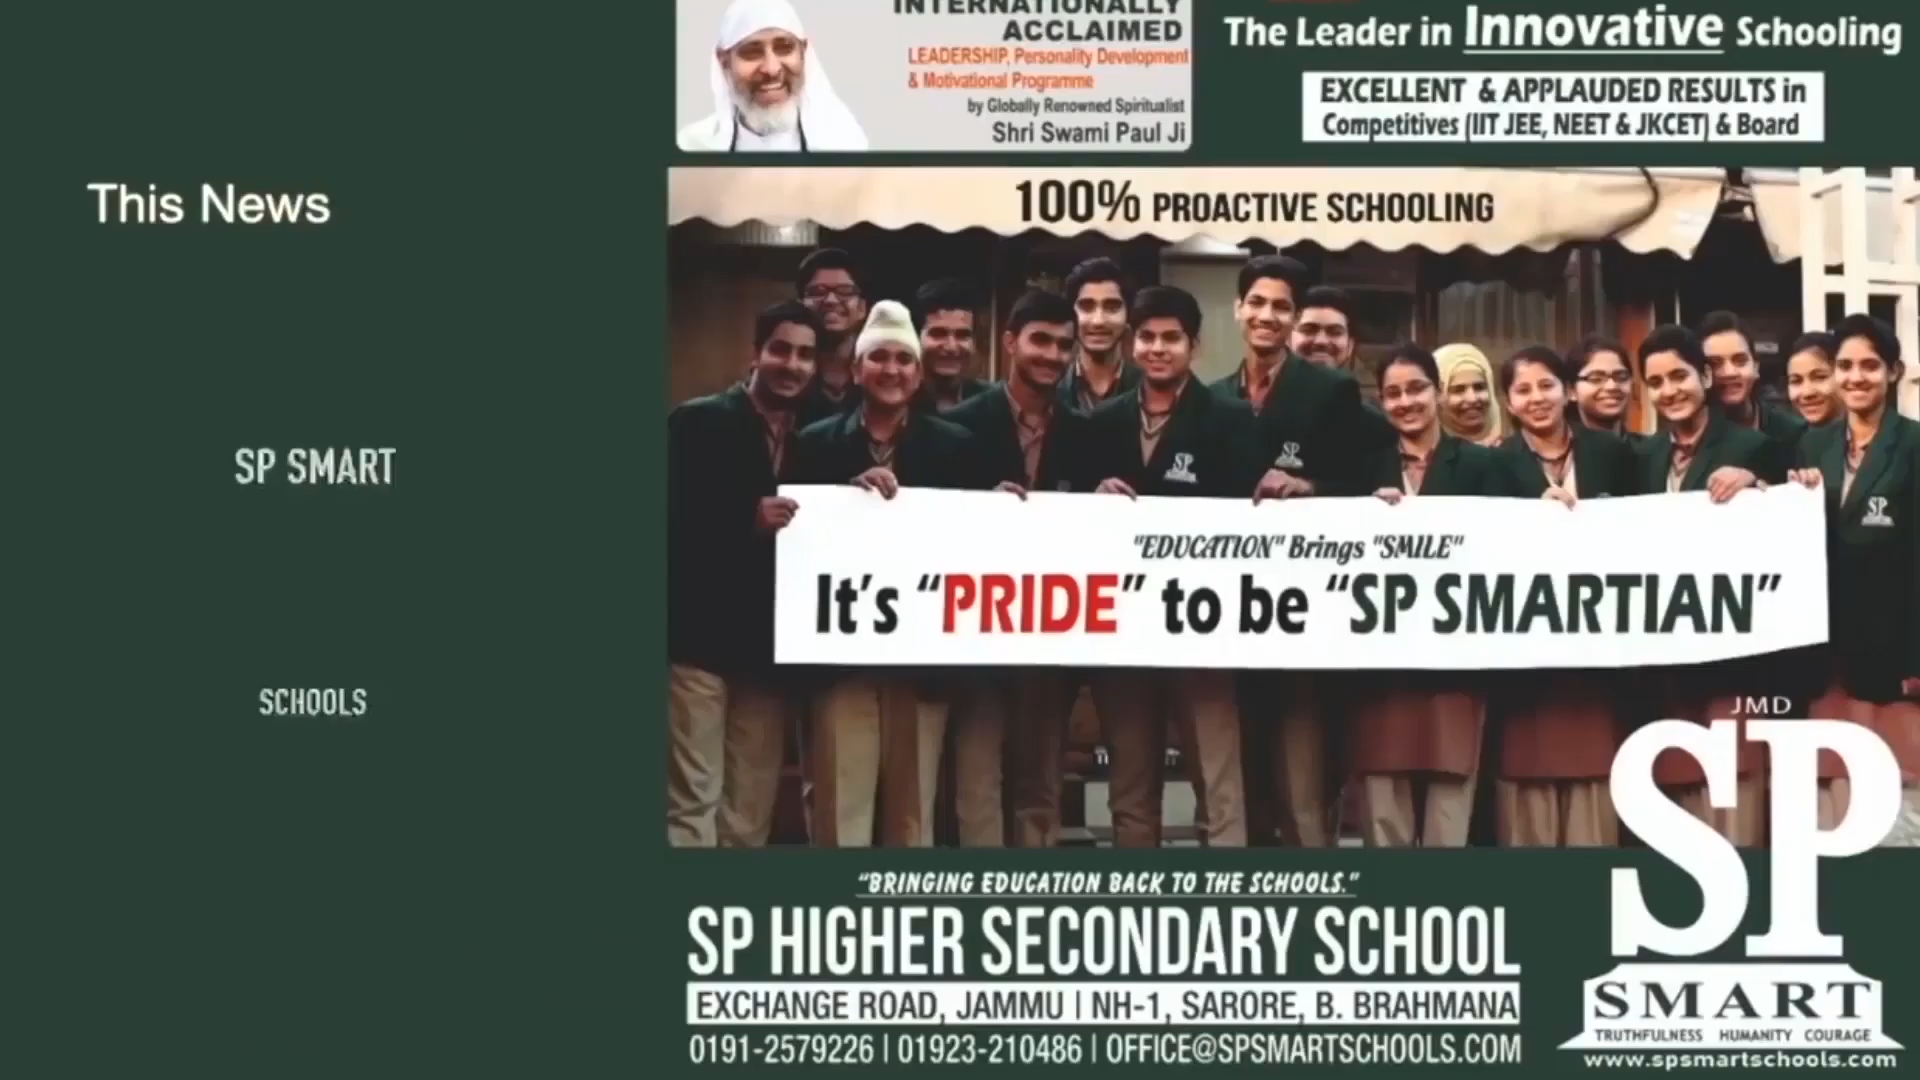 This News
SP SMART
SCHOOLS
INTERNATIONALLY
ACCLAIMED
LEADERSHIP, Personality Development
& Motivational Programme
by Globally Renowned Spiritualist
Shri Swami Paul Ji
The Leader in Innovative Schooling
EXCELLENT & APPLAUDED RESULTS in
Competitives (IIT JEE, NEET & JKCET) & Board
100% PROACTIVE SCHOOLING
SP
SP
SP
"EDUCATION" Brings "SMILE"
It's “PRIDE” to be “SP SMARTIAN”
“BRINGING EDUCATION BACK TO THE SCHOOLS.”
SP HIGHER SECONDARY SCHOOL
EXCHANGE ROAD, JAMMU | NH-1, SARORE, B. BRAHMANA
0191-2579226 | 01923-210486 | OFFICE@SPSMARTSCHOOLS.COM
JMD
SP
SMART
TRUTHFULNESS HUMANITY COURAGE
www.spsmartschools.com